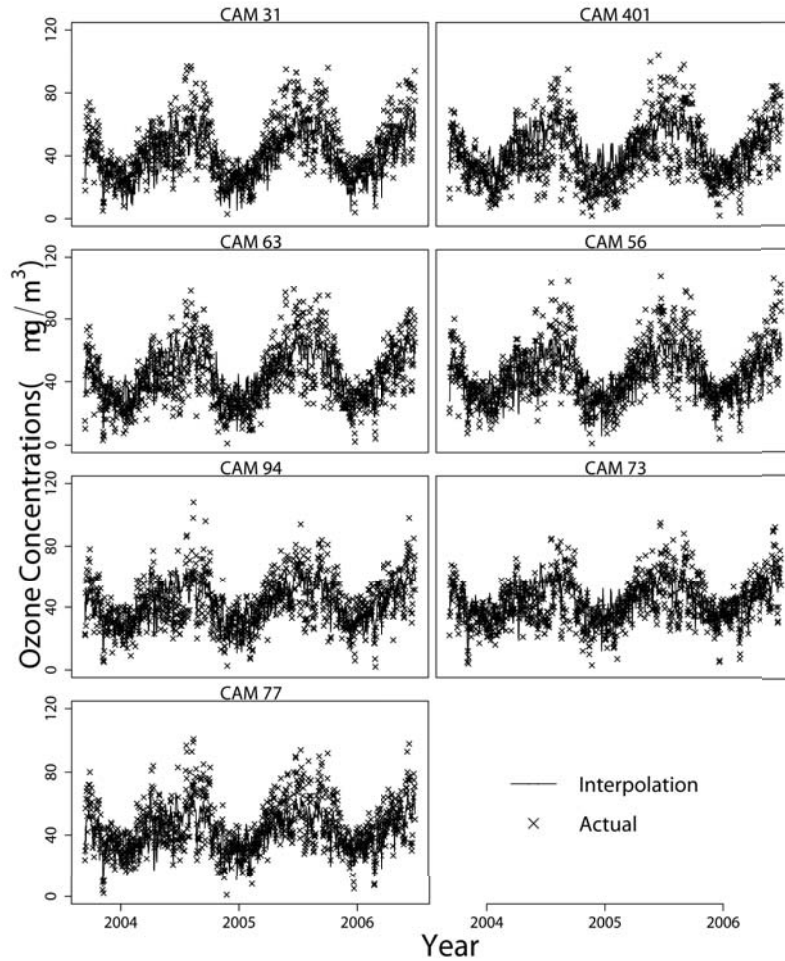 CAM 31
CAM 401
120
80
40
0
CAM 63
CAM 56
120
80
40
0
Ozone Concentrations( mg/m³)
CAM 94
CAM 73
120
80
40
0
CAM 77
120
80
40
0
Interpolation
Actual
2004 2005 2006
2004 2005 2006
Year